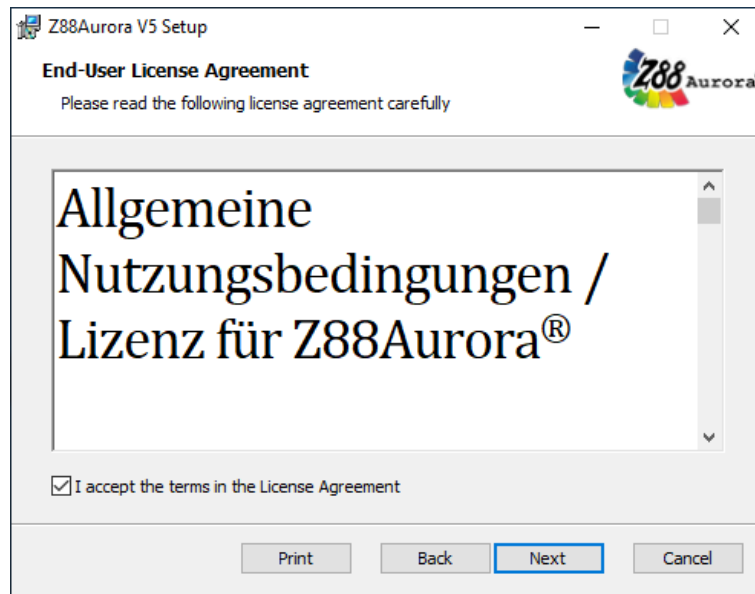 Z88Aurora V5 Setup
End-User License Agreement
Please read the following license agreement carefully
Z88 Aurora®
Allgemeine
Nutzungsbedingungen /
Lizenz für Z88Aurora®
I accept the terms in the License Agreement
Print Back Next Cancel